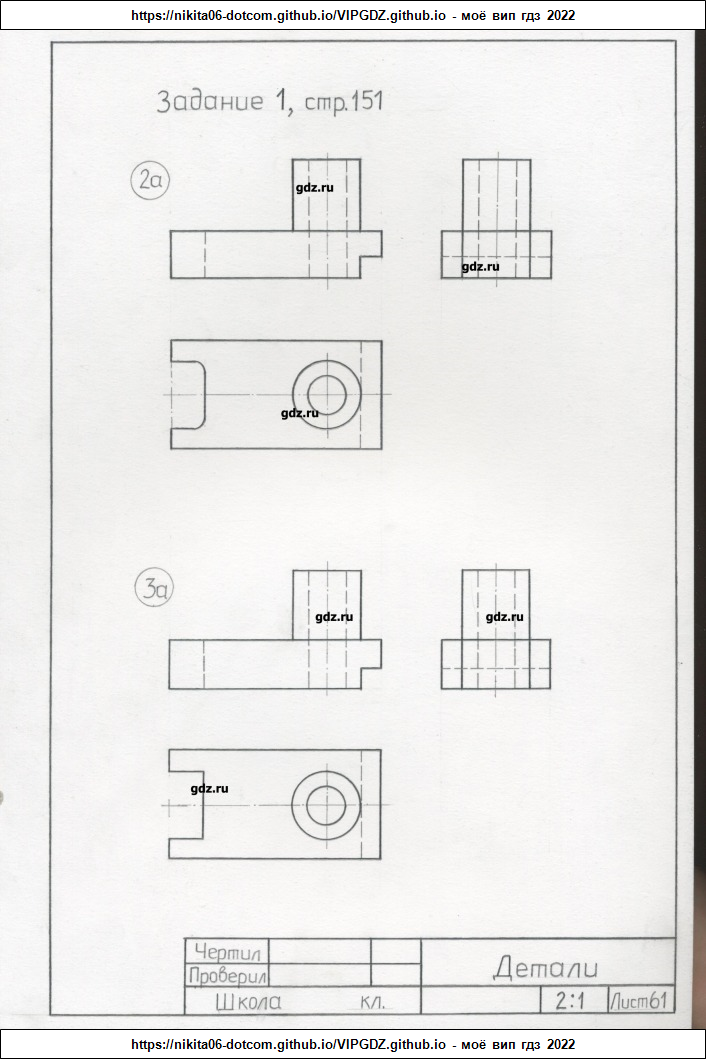 https://nikita06-dotcom.github.io/VIPGDZ.github.io - моё вип гдз 2022
Задание 1, стр.151
2а
gdz.ru
gdz.ru
gdz.ru
3а
gdz.ru
gdz.ru
gdz.ru
Чертил
Проверил
Детали
Школа кл. 2:1 Лист61
https://nikita06-dotcom.github.io/VIPGDZ.github.io - моё вип гдз 2022